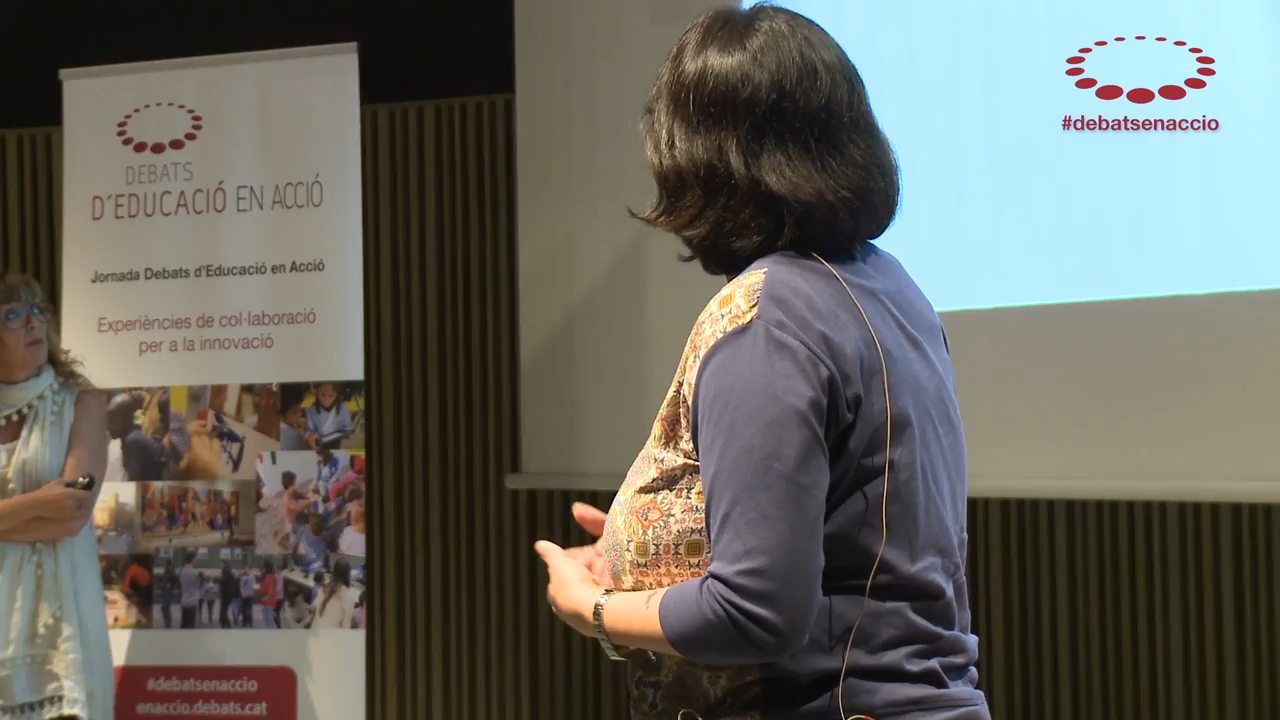 DEBATS
D´EDUCACIÓ EN ACCIÓ
Jornada Debats d'Educació en Acció
Experiències de col·laboració
per a la innovació
#debatsenaccio
enaccio.debats.cat
#debatsenaccio